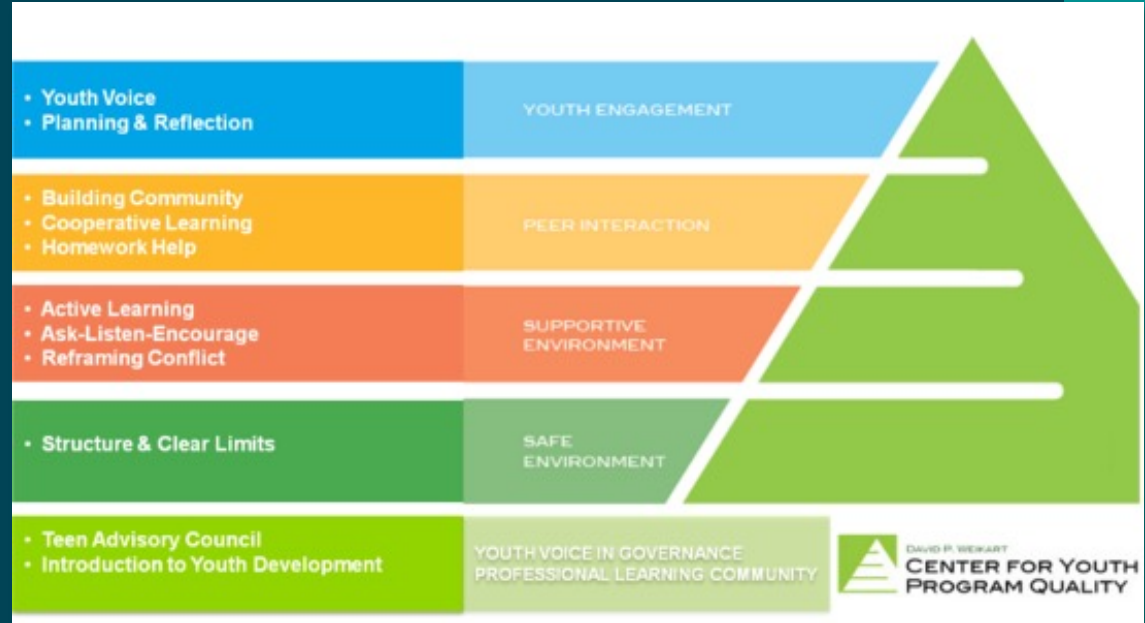 • Youth Voice
• Planning & Reflection
YOUTH ENGAGEMENT
• Building Community
• Cooperative Learning
• Homework Help
PEER INTERACTION
• Active Learning
• Ask-Listen-Encourage
• Reframing Conflict
SUPPORTIVE
ENVIRONMENT
• Structure & Clear Limits
SAFE
ENVIRONMENT
• Teen Advisory Council
• Introduction to Youth Development
YOUTH VOICE IN GOVERNANCE
PROFESSIONAL LEARNING COMMUNITY
DAVID P. WEIKART
CENTER FOR YOUTH
PROGRAM QUALITY